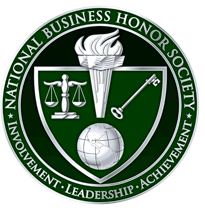 NATIONAL BUSINESS HONOR SOCIETY
INVOLVEMENT · LEADERSHIP · ACHIEVEMENT